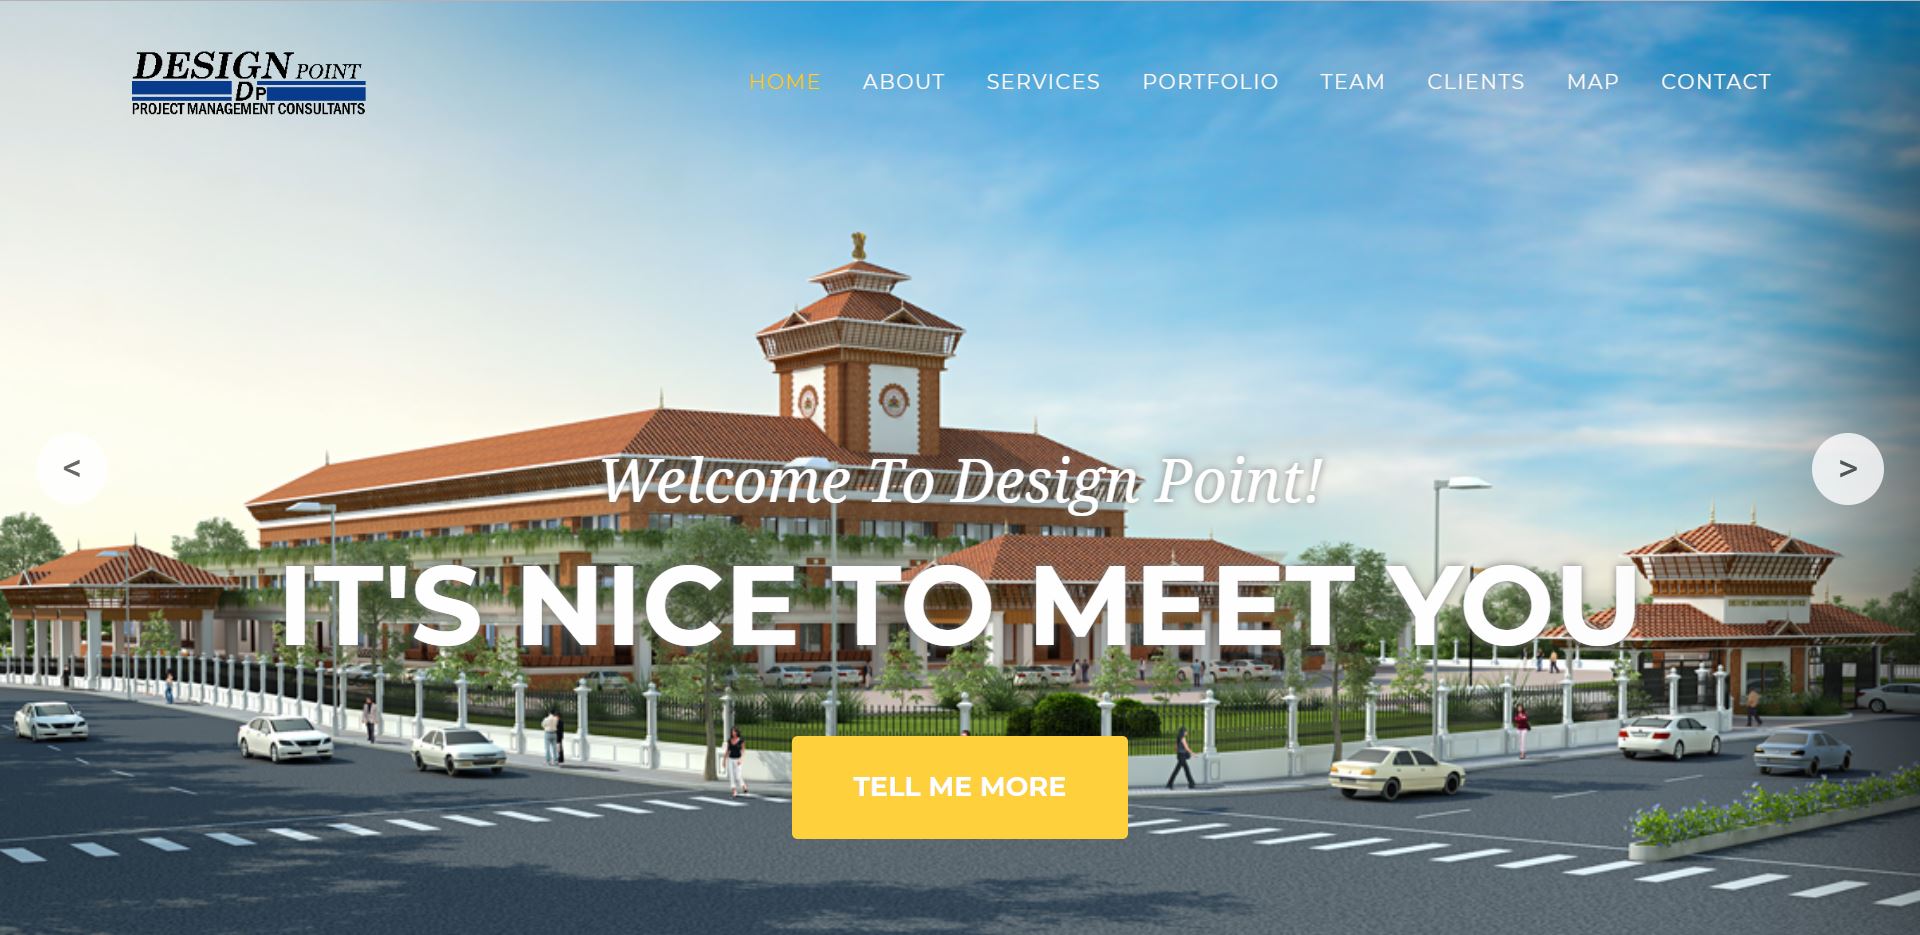 DESIGN POINT
DP
PROJECT MANAGEMENT CONSULTANTS
HOME ABOUT SERVICES PORTFOLIO TEAM CLIENTS MAP CONTACT
< >
Welcome To Design Point!
IT'S NICE TO MEET YOU
TELL ME MORE